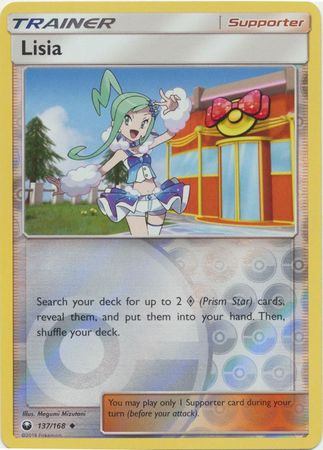 TRAINER Supporter
Lisia
Search your deck for up to 2 ◇ (Prism Star) cards,
reveal them, and put them into your hand. Then,
shuffle your deck.
Illus. Megumi Mizutani
137/168 ◆
©2018 Pokémon
You may play only 1 Supporter card during your
turn (before your attack).